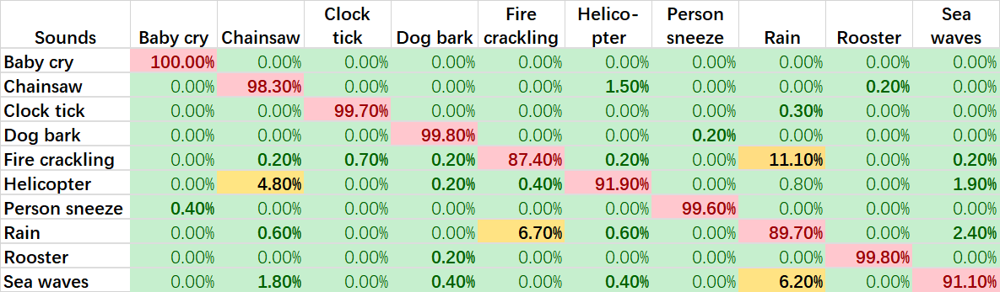 Sounds Baby cry Chainsaw Clock tick Dog bark Fire crackling Helico-pter Person sneeze Rain Rooster Sea waves
Baby cry 100.00% 0.00% 0.00% 0.00% 0.00% 0.00% 0.00% 0.00% 0.00% 0.00%
Chainsaw 0.00% 98.30% 0.00% 0.00% 0.00% 1.50% 0.00% 0.00% 0.20% 0.00%
Clock tick 0.00% 0.00% 99.70% 0.00% 0.00% 0.00% 0.00% 0.30% 0.00% 0.00%
Dog bark 0.00% 0.00% 0.00% 99.80% 0.00% 0.00% 0.20% 0.00% 0.00% 0.00%
Fire crackling 0.00% 0.20% 0.70% 0.20% 87.40% 0.20% 0.00% 11.10% 0.00% 0.20%
Helicopter 0.00% 4.80% 0.00% 0.20% 0.40% 91.90% 0.00% 0.80% 0.00% 1.90%
Person sneeze 0.40% 0.00% 0.00% 0.00% 0.00% 0.00% 99.60% 0.00% 0.00% 0.00%
Rain 0.00% 0.60% 0.00% 0.00% 6.70% 0.60% 0.00% 89.70% 0.00% 2.40%
Rooster 0.00% 0.00% 0.00% 0.20% 0.00% 0.00% 0.00% 0.00% 99.80% 0.00%
Sea waves 0.00% 1.80% 0.00% 0.40% 0.00% 0.40% 0.00% 6.20% 0.00% 91.10%